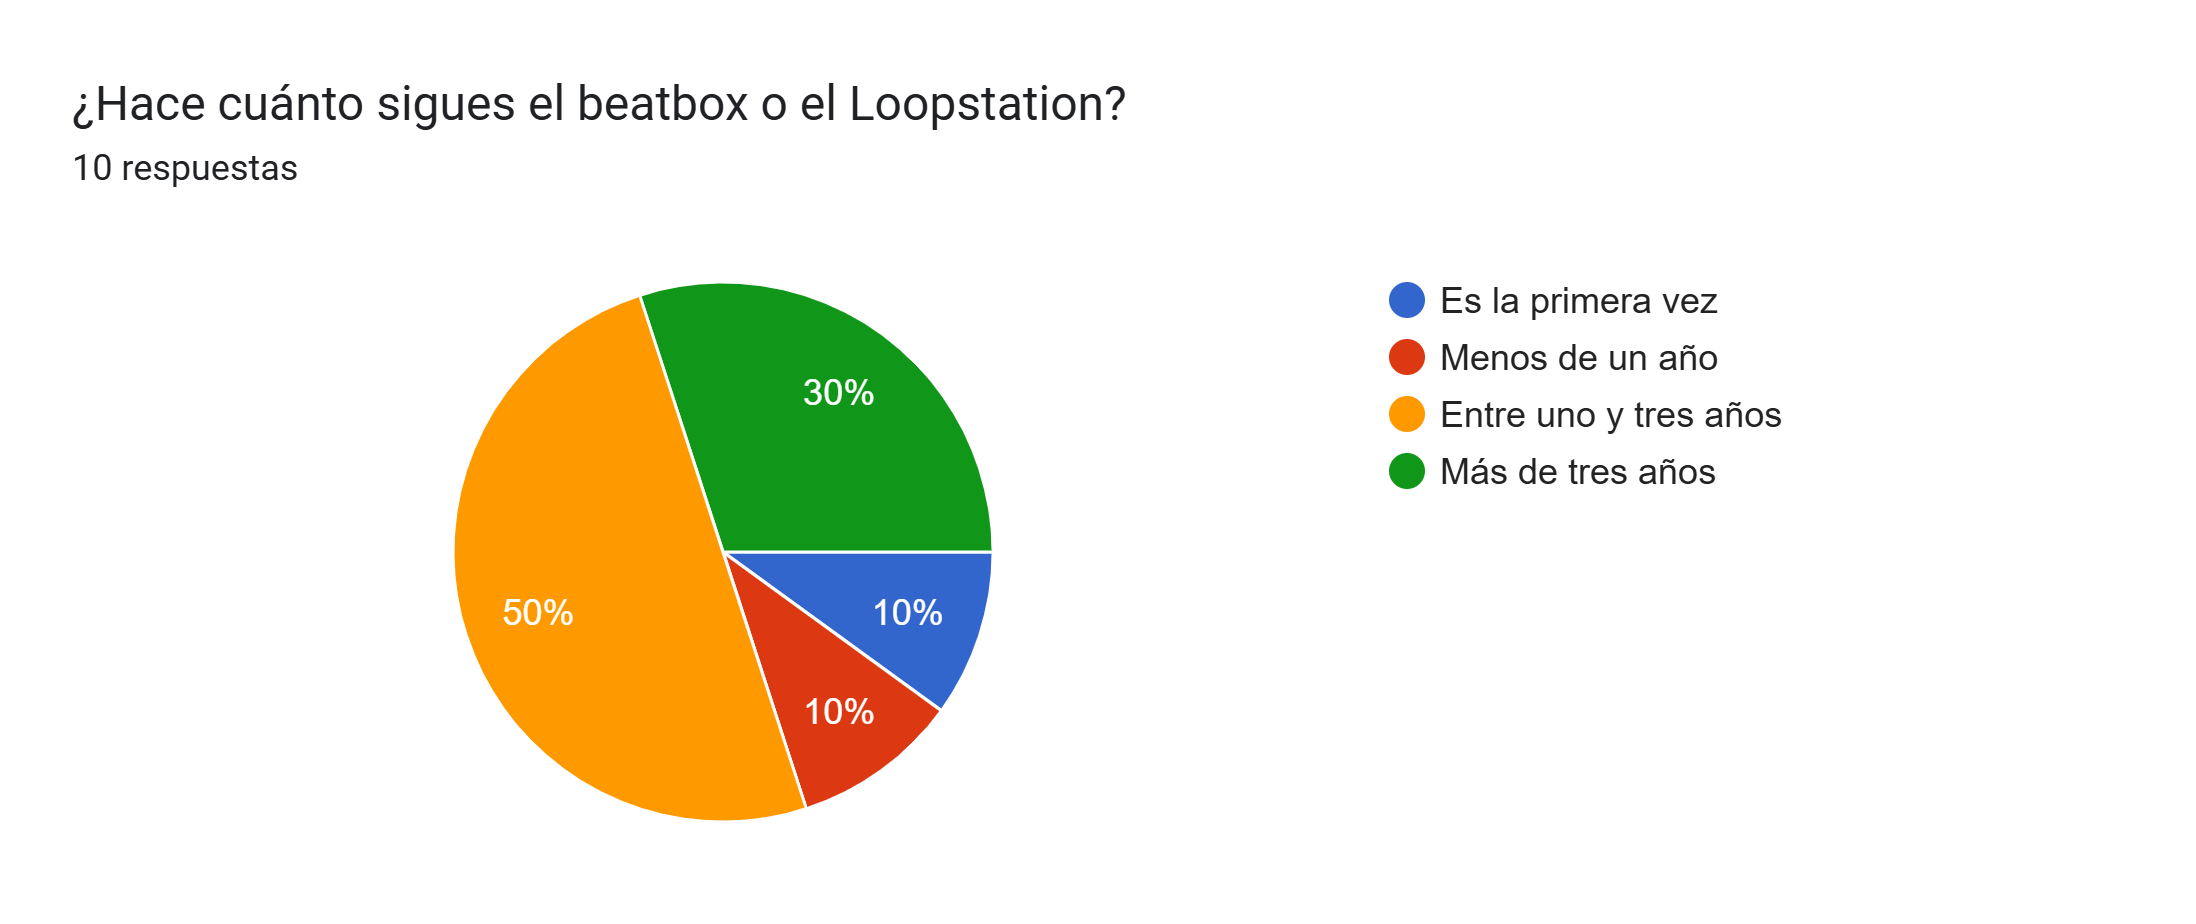 ¿Hace cuánto sigues el beatbox o el Loopstation?
10 respuestas
30%
50%
10%
10%
Es la primera vez
Menos de un año
Entre uno y tres años
Más de tres años